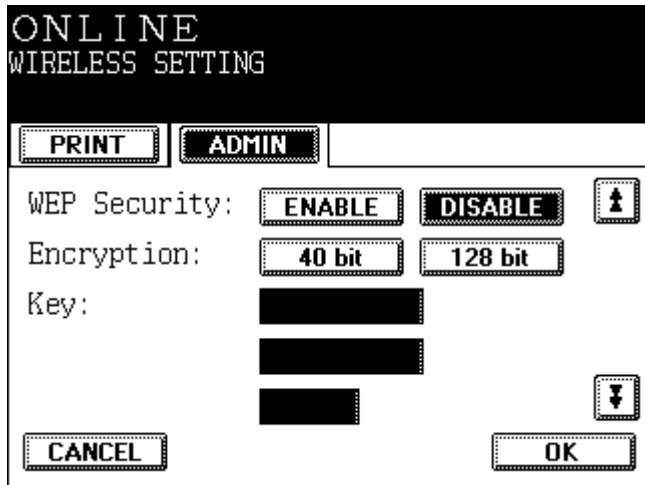 ONLINE
WIRELESS SETTING
PRINT ADMIN
WEP Security: ENABLE DISABLE
Encryption: 40 bit 128 bit
Key:
CANCEL OK